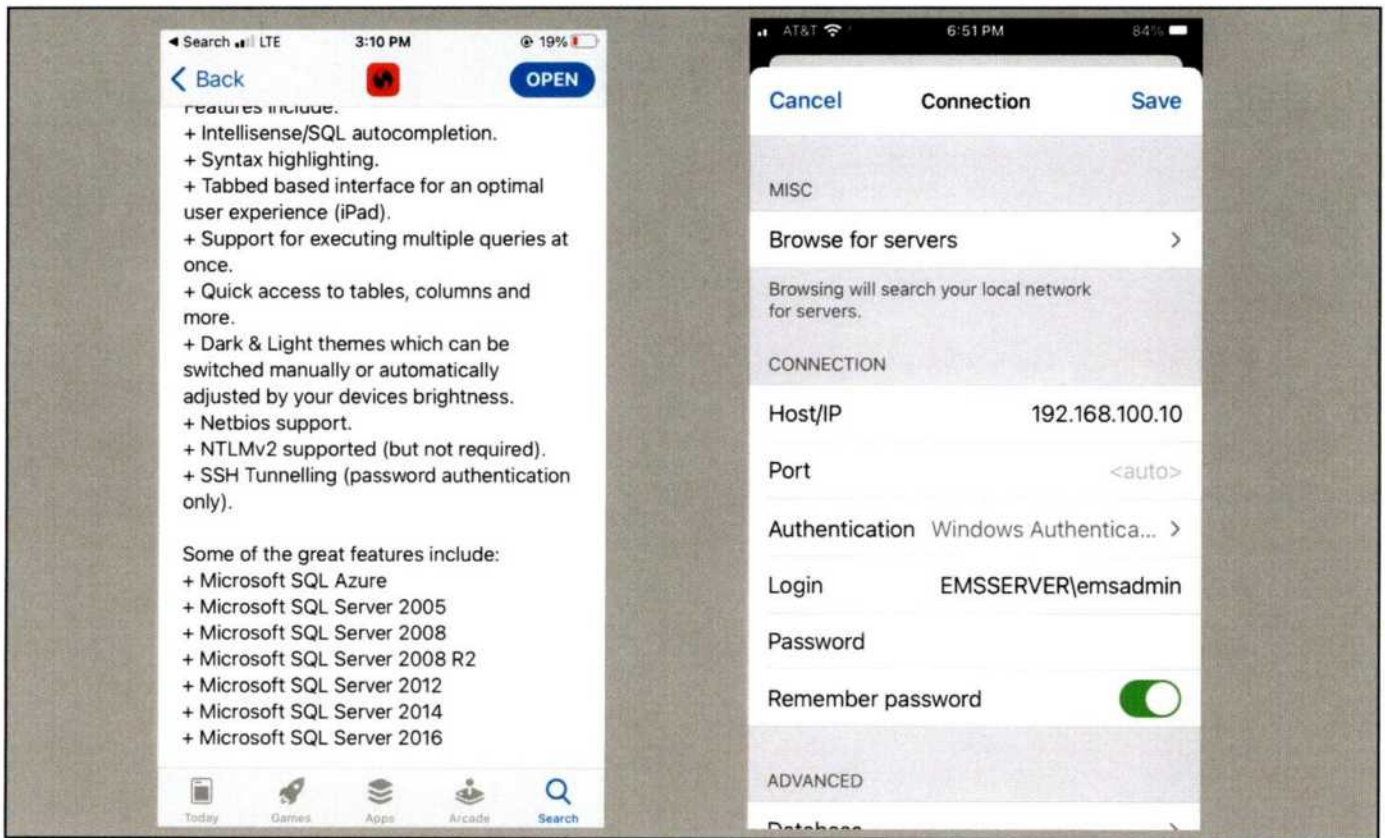 Search LTE 3:10 PM 19%
Back OPEN
Features include:
+ Intellisense/SQL autocompletion.
+ Syntax highlighting.
+ Tabbed based interface for an optimal
user experience (iPad).
+ Support for executing multiple queries at
once.
+ Quick access to tables, columns and
more.
+ Dark & Light themes which can be
switched manually or automatically
adjusted by your devices brightness.
+ Netbios support.
+ NTLMv2 supported (but not required).
+ SSH Tunnelling (password authentication
only).
Some of the great features include:
+ Microsoft SQL Azure
+ Microsoft SQL Server 2005
+ Microsoft SQL Server 2008
+ Microsoft SQL Server 2008 R2
+ Microsoft SQL Server 2012
+ Microsoft SQL Server 2014
+ Microsoft SQL Server 2016
Today Games Apps Arcade Search
AT&T 6:51 PM 84%
Cancel Connection Save
MISC
Browse for servers >
Browsing will search your local network
for servers.
CONNECTION
Host/IP 192.168.100.10
Port <auto>
Authentication Windows Authentica... >
Login EMSSERVER\emsadmin
Password
Remember password
ADVANCED
Database >